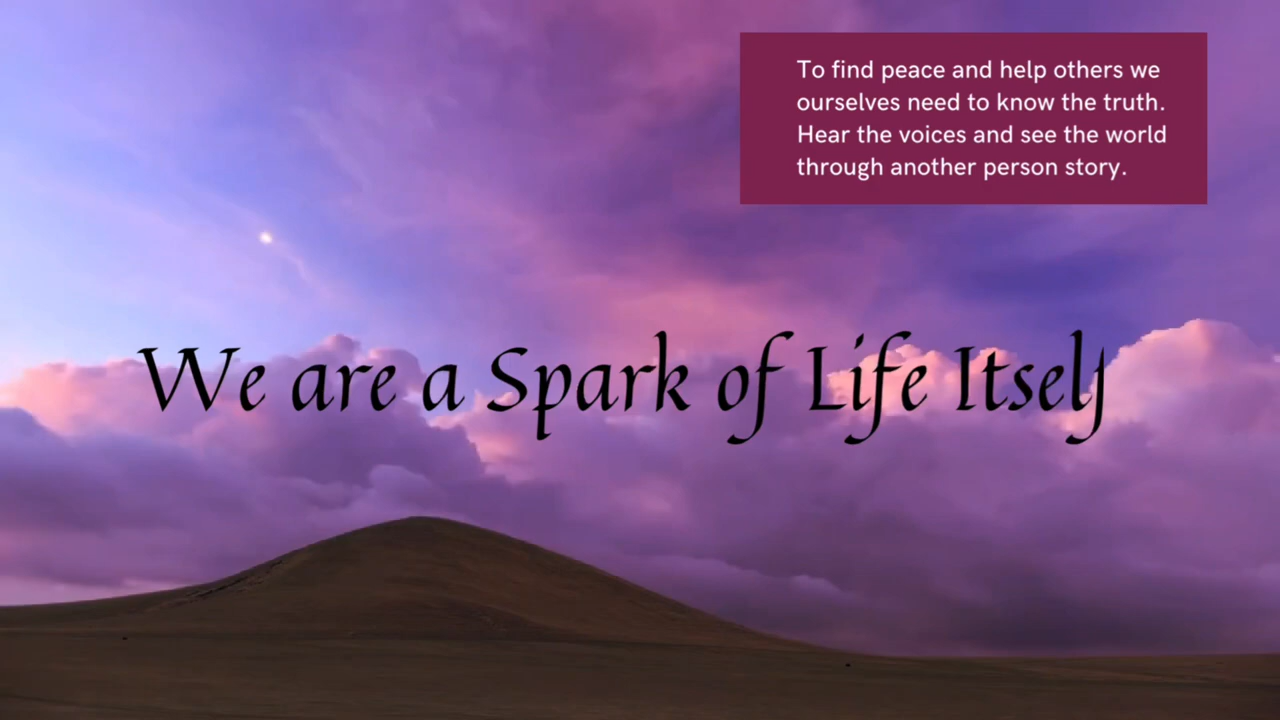 To find peace and help others we
ourselves need to know the truth.
Hear the voices and see the world
through another person story.
We are a Spark of Life Itself